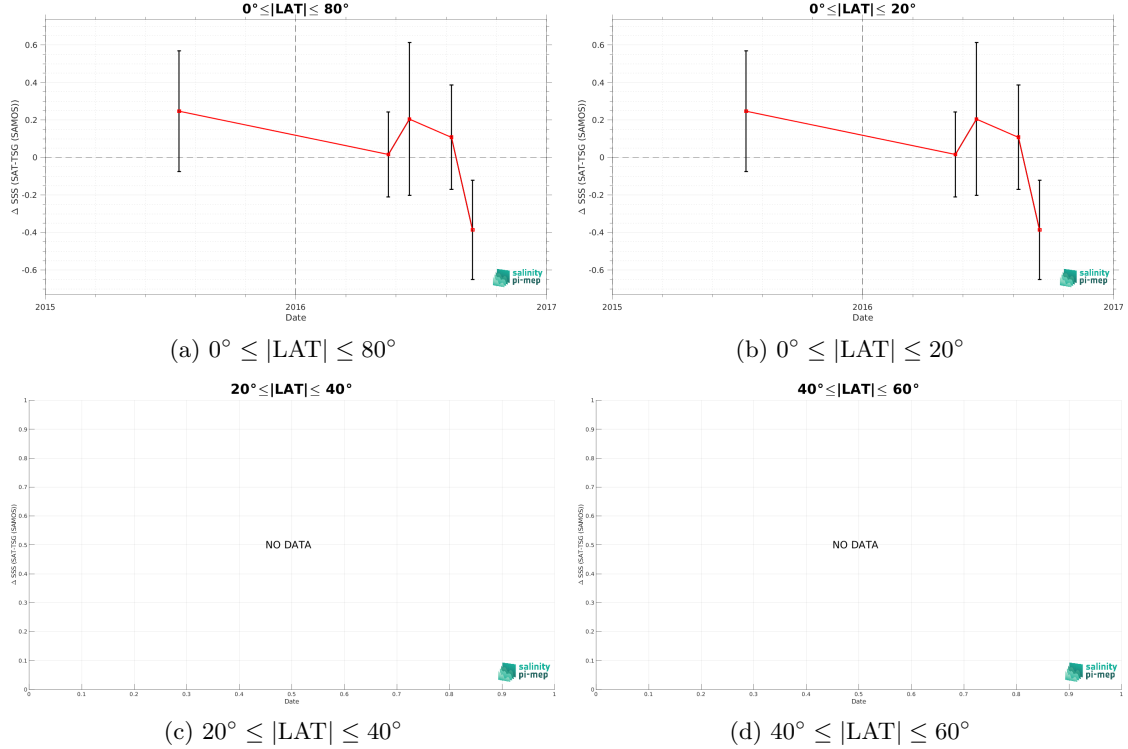 0°≤|LAT|≤ 80°
Δ SSS (SAT-TSG (SAMOS))
0.6
0.4
0.2
0
-0.2
-0.4
-0.6
2015
2016
2017
Date
salinity
pi-mep
(a) 0° ≤ |LAT| ≤ 80°
0°≤|LAT|≤ 20°
Δ SSS (SAT-TSG (SAMOS))
0.6
0.4
0.2
0
-0.2
-0.4
-0.6
2015
2016
2017
Date
salinity
pi-mep
(b) 0° ≤ |LAT| ≤ 20°
20°≤|LAT|≤ 40°
Δ SSS (SAT-TSG (SAMOS))
1
0.9
0.8
0.7
0.6
0.5
0.4
0.3
0.2
0.1
0
NO DATA
0 0.1 0.2 0.3 0.4 0.5 0.6 0.7 0.8 0.9 1
Date
salinity
pi-mep
(c) 20° ≤ |LAT| ≤ 40°
40°≤|LAT|≤ 60°
Δ SSS (SAT-TSG (SAMOS))
1
0.9
0.8
0.7
0.6
0.5
0.4
0.3
0.2
0.1
0
NO DATA
0 0.1 0.2 0.3 0.4 0.5 0.6 0.7 0.8 0.9 1
Date
salinity
pi-mep
(d) 40° ≤ |LAT| ≤ 60°